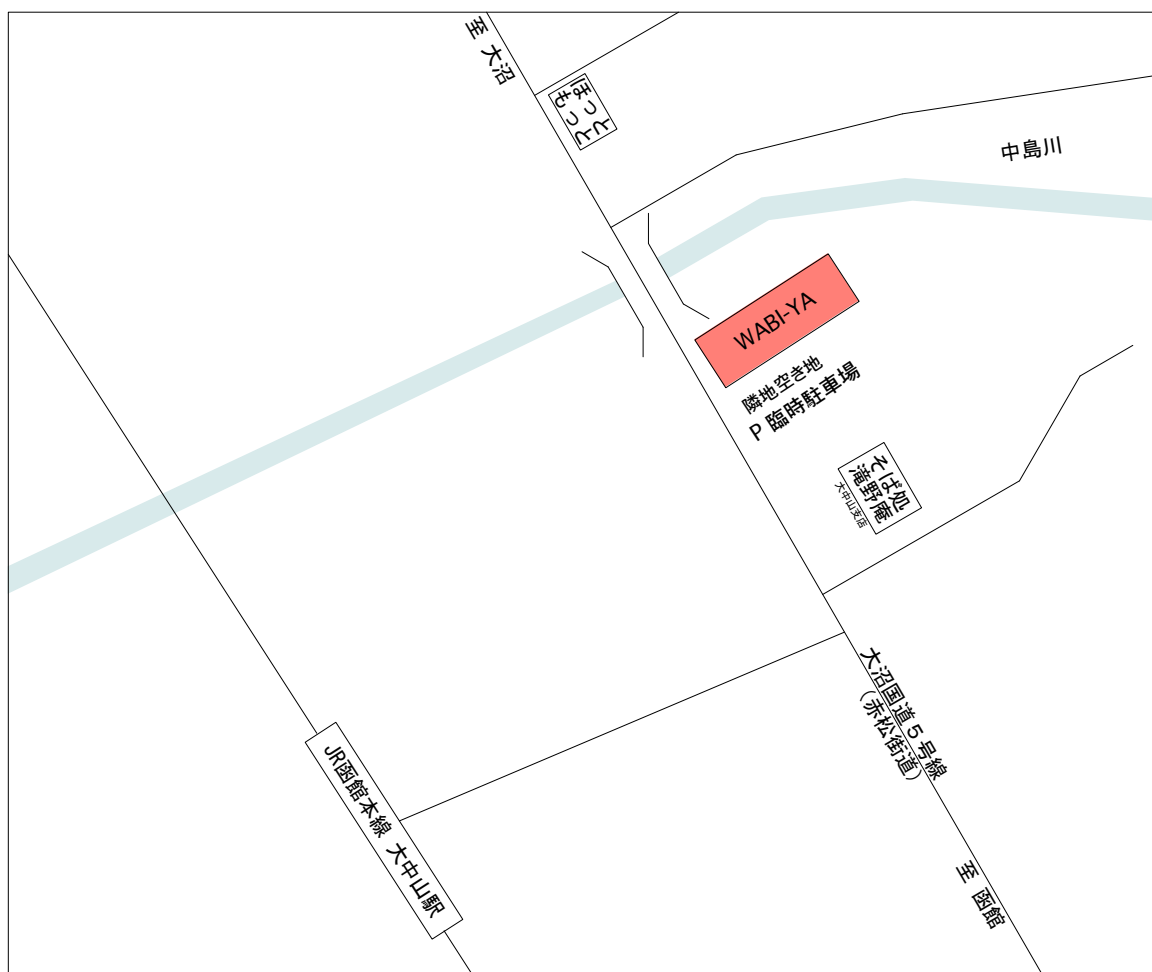 至 大沼
ほっと
もっと
中島川
WABI-YA
隣地空き地
P 臨時駐車場
そば処
滝野庵
大中山支店
大沼国道5号線
（赤松街道）
JR函館本線 大中山駅
至 函館